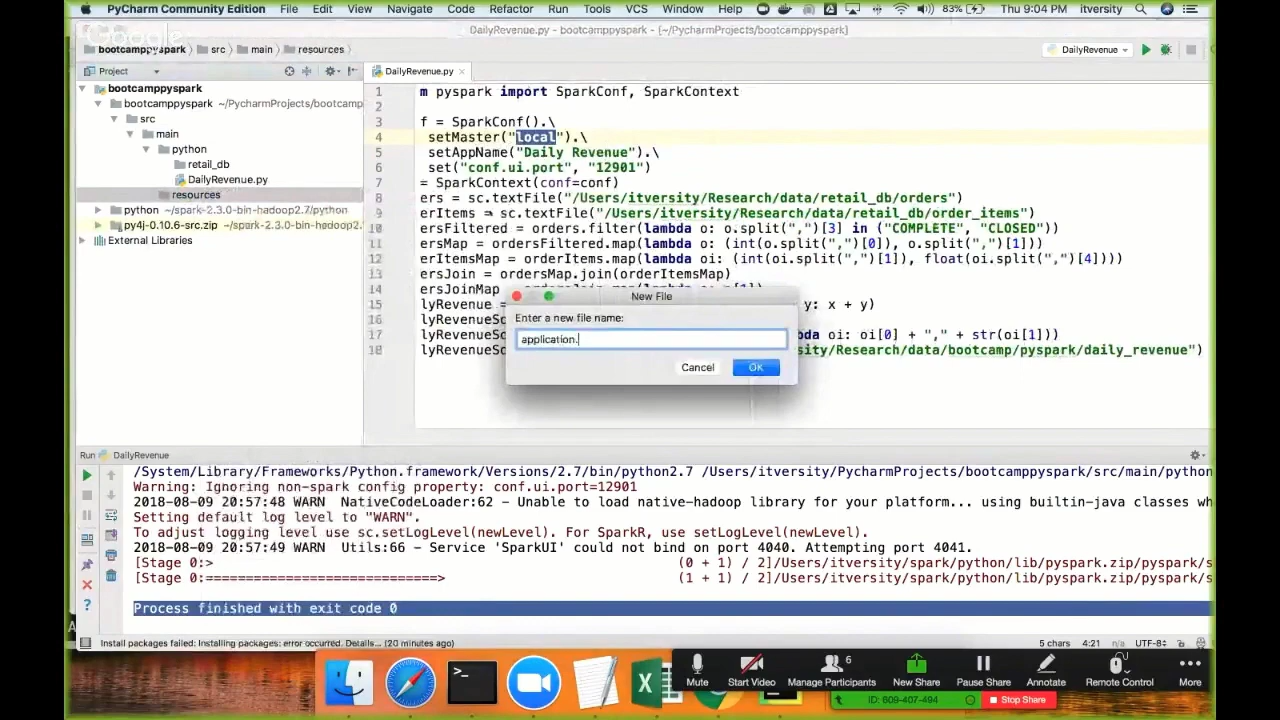 PyCharm Community Edition File Edit View Navigate Code Refactor Run Tools VCS Window Help 83% Thu 9:04 PM itversity
Google
DailyRevenue.py - bootcamppyspark - [~/PycharmProjects/bootcamppyspark]
bootcamppyspark src main resources DailyRevenue
Project DailyRevenue.py
bootcamppyspark
bootcamppyspark ~/PycharmProjects/bootcamp
src
main
python
retail_db
DailyRevenue.py
resources
python ~/spark-2.3.0-bin-hadoop2.7/python
py4j-0.10.6-src.zip ~/spark-2.3.0-bin-hadoop2.
External Libraries
1 m pyspark import SparkConf, SparkContext
2
3 f = SparkConf().\
4 setMaster("local").\
5 setAppName("Daily Revenue").\
6 set("conf.ui.port", "12901")
7 = SparkContext(conf=conf)
8 ers = sc.textFile("/Users/itversity/Research/data/retail_db/orders")
9 erItems = sc.textFile("/Users/itversity/Research/data/retail_db/order_items")
10 ersFiltered = orders.filter(lambda o: o.split(",")[3] in ("COMPLETE", "CLOSED"))
11 ersMap = ordersFiltered.map(lambda o: (int(o.split(",")[0]), o.split(",")[1]))
12 erItemsMap = orderItems.map(lambda oi: (int(oi.split(",")[1]), float(oi.split(",")[4])))
13 ersJoin = ordersMap.join(orderItemsMap)
14 ersJoinMap
15 lyRevenue = y: x + y)
16 lyRevenueSo
17 lyRevenueSo da oi: oi[0] + "," + str(oi[1]))
18 lyRevenueSo sity/Research/data/bootcamp/pyspark/daily_revenue")
New File
Enter a new file name:
application.
Cancel OK
Run DailyRevenue
/System/Library/Frameworks/Python.framework/Versions/2.7/bin/python2.7 /Users/itversity/PycharmProjects/bootcamppyspark/src/main/python
Warning: Ignoring non-spark config property: conf.ui.port=12901
2018-08-09 20:57:48 WARN NativeCodeLoader:62 - Unable to load native-hadoop library for your platform... using builtin-java classes wh
Setting default log level to "WARN".
To adjust logging level use sc.setLogLevel(newLevel). For SparkR, use setLogLevel(newLevel).
2018-08-09 20:57:49 WARN Utils:66 - Service 'SparkUI' could not bind on port 4040. Attempting port 4041.
[Stage 0:> (0 + 1) / 2]/Users/itversity/spark/python/lib/pyspark.zip/pyspark/s
[Stage 0:============================> (1 + 1) / 2]/Users/itversity/spark/python/lib/pyspark.zip/pyspark/s
Process finished with exit code 0
Install packages failed: Installing packages: error occurred. Details... (20 minutes ago) 5 chars 4:21 n/a UTF-8
6
Mute Start Video Manage Participants New Share Pause Share Annotate Remote Control More
ID: 609-407-494 Stop Share